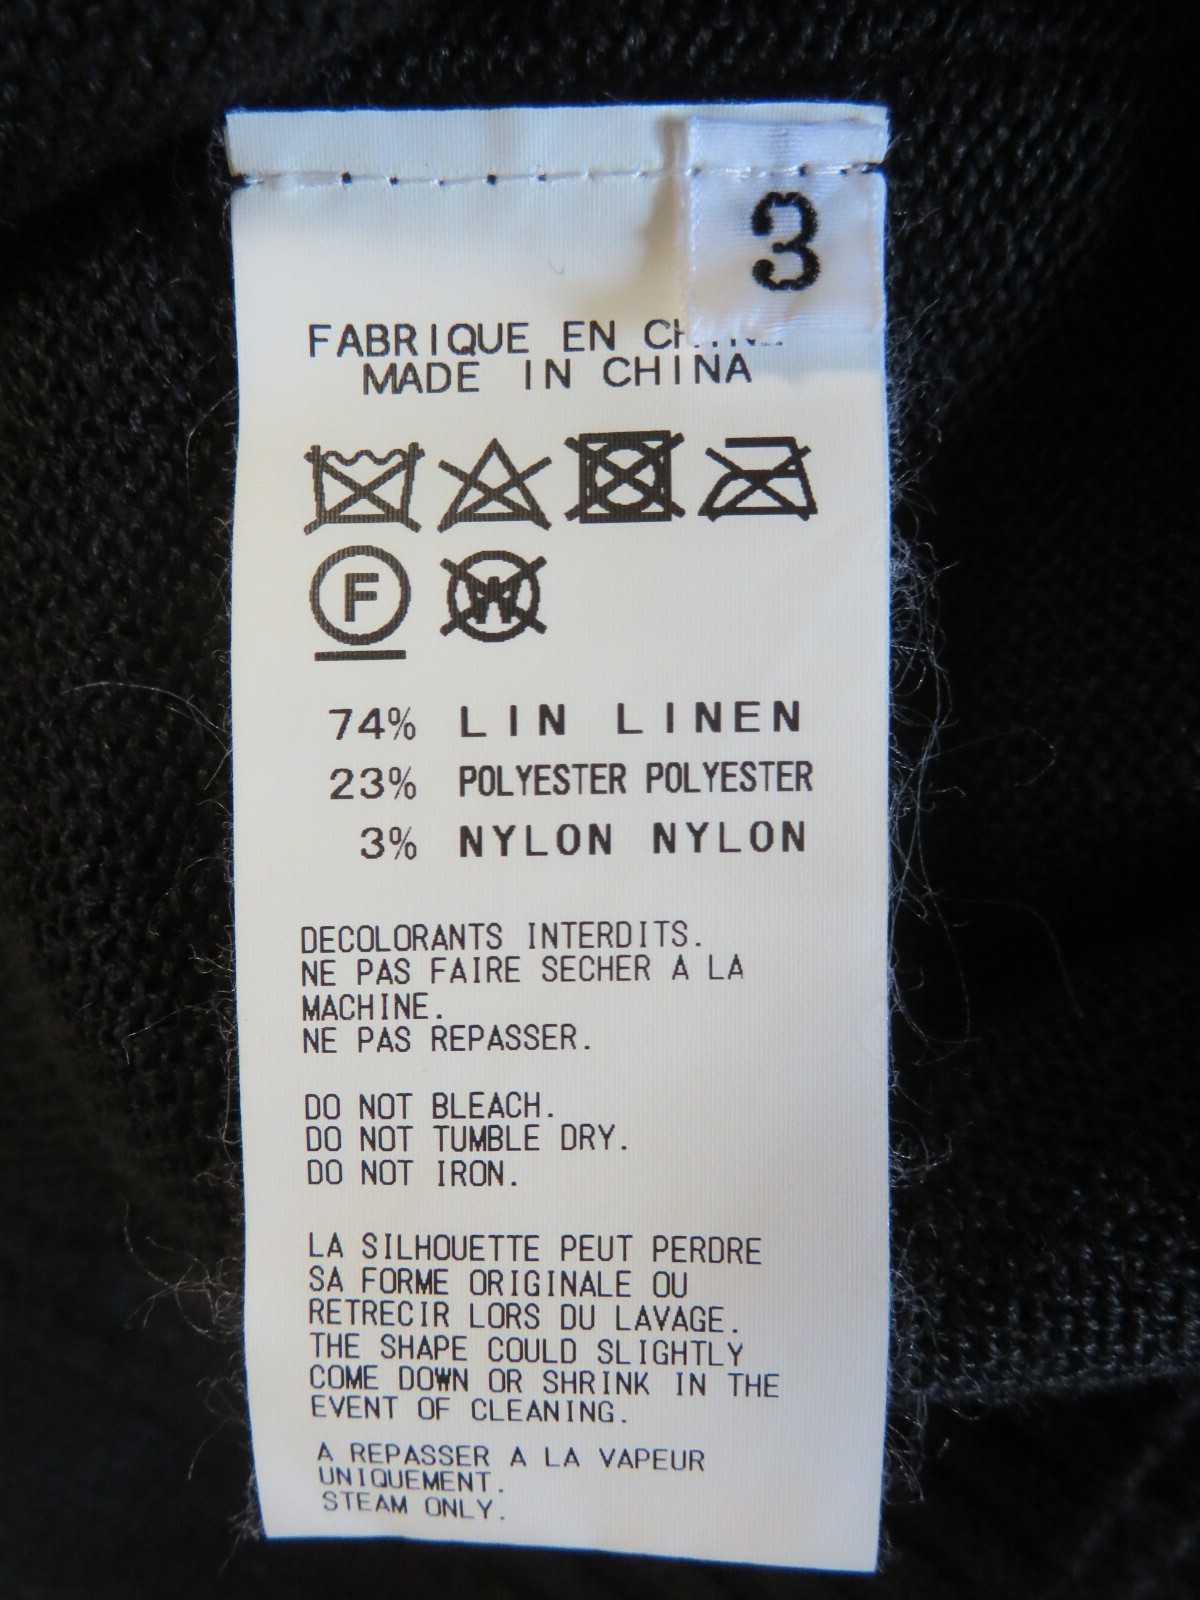 3
FABRIQUE EN
MADE IN CHINA
F
W
74% LIN LINEN
23% POLYESTER POLYESTER
3% NYLON NYLON
DECOLORANTS INTERDITS.
NE PAS FAIRE SECHER A LA
MACHINE.
NE PAS REPASSER.
DO NOT BLEACH.
DO NOT TUMBLE DRY.
DO NOT IRON.
LA SILHOUETTE PEUT PERDRE
SA FORME ORIGINALE OU
RETRECIR LORS DU LAVAGE.
THE SHAPE COULD SLIGHTLY
COME DOWN OR SHRINK IN THE
EVENT OF CLEANING.
A REPASSER A LA VAPEUR
UNIQUEMENT.
STEAM ONLY.